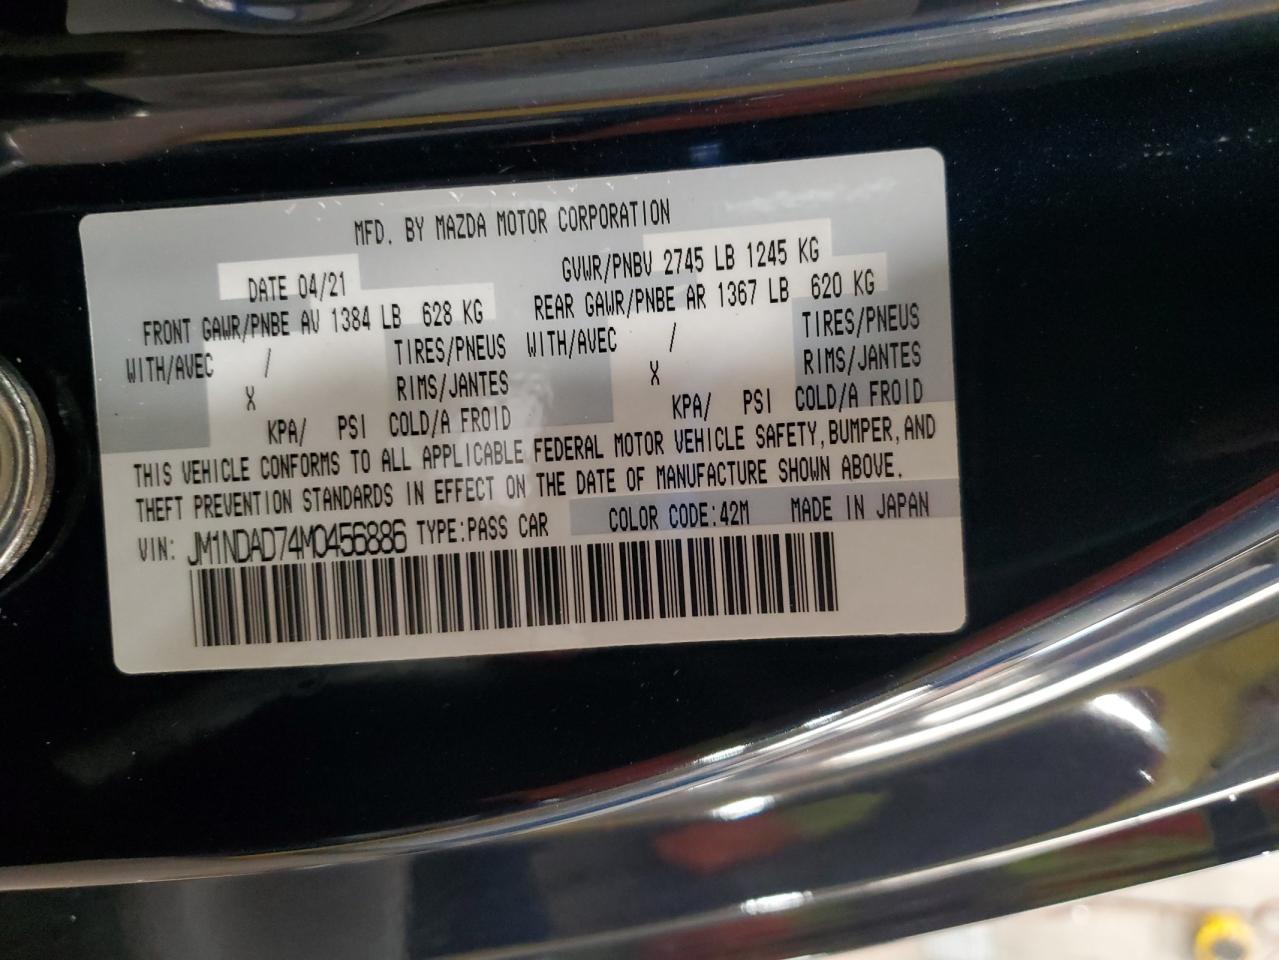 MFD. BY MAZDA MOTOR CORPORATION
DATE 04/21 GVWR/PNBV 2745 LB 1245 KG
FRONT GAWR/PNBE AV 1384 LB 628 KG REAR GAWR/PNBE AR 1367 LB 620 KG
WITH/AVEC / TIRES/PNEUS WITH/AVEC / TIRES/PNEUS
X RIMS/JANTES X RIMS/JANTES
KPA/ PSI COLD/A FROID KPA/ PSI COLD/A FROID
THIS VEHICLE CONFORMS TO ALL APPLICABLE FEDERAL MOTOR VEHICLE SAFETY, BUMPER, AND
THEFT PREVENTION STANDARDS IN EFFECT ON THE DATE OF MANUFACTURE SHOWN ABOVE.
VIN: JM1NDAD74M0456886 TYPE:PASS CAR COLOR CODE:42M MADE IN JAPAN